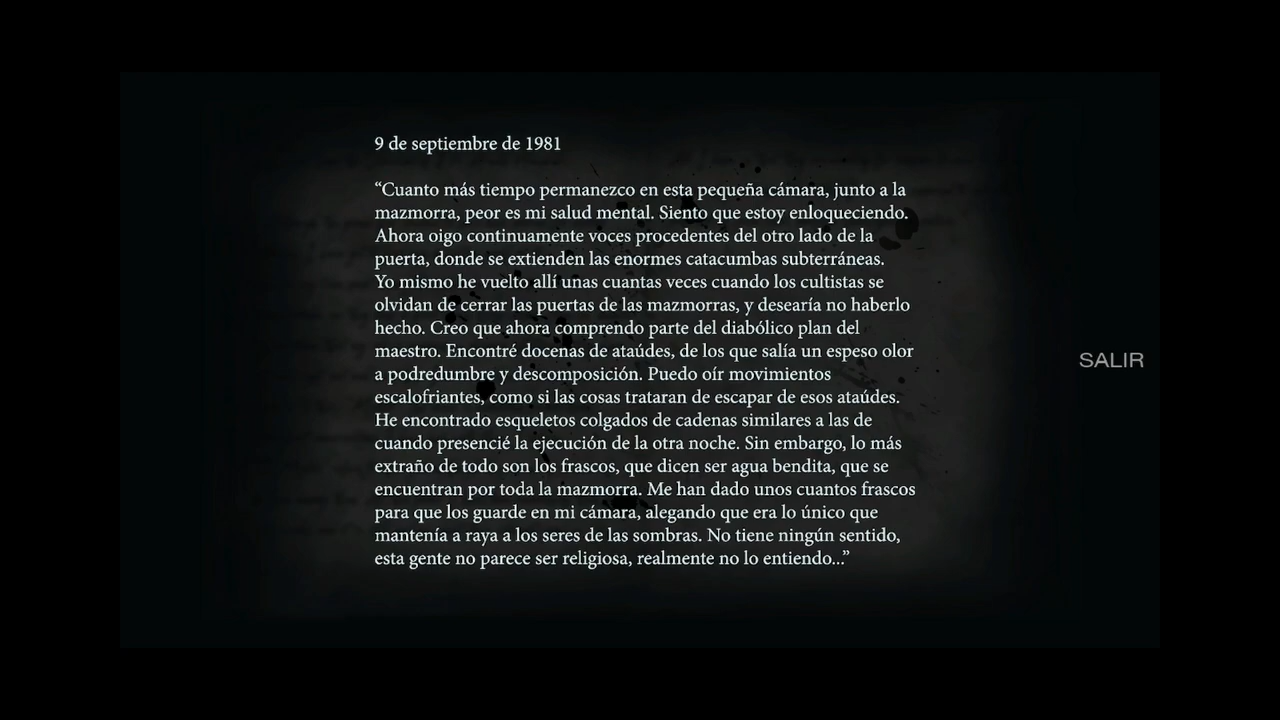 9 de septiembre de 1981
“Cuanto más tiempo permanezco en esta pequeña cámara, junto a la
mazmorra, peor es mi salud mental. Siento que estoy enloqueciendo.
Ahora oigo continuamente voces procedentes del otro lado de la
puerta, donde se extienden las enormes catacumbas subterráneas.
Yo mismo he vuelto allí unas cuantas veces cuando los cultistas se
olvidan de cerrar las puertas de las mazmorras, y desearía no haberlo
hecho. Creo que ahora comprendo parte del diabólico plan del
maestro. Encontré docenas de ataúdes, de los que salía un espeso olor
a podredumbre y descomposición. Puedo oír movimientos
escalofriantes, como si las cosas trataran de escapar de esos ataúdes.
He encontrado esqueletos colgados de cadenas similares a las de
cuando presencié la ejecución de la otra noche. Sin embargo, lo más
extraño de todo son los frascos, que dicen ser agua bendita, que se
encuentran por toda la mazmorra. Me han dado unos cuantos frascos
para que los guarde en mi cámara, alegando que era lo único que
mantenía a raya a los seres de las sombras. No tiene ningún sentido,
esta gente no parece ser religiosa, realmente no lo entiendo...”
SALIR